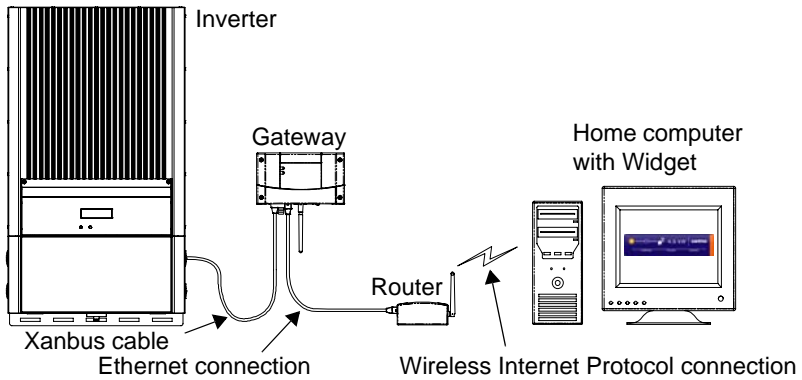 Inverter
Gateway
Home computer
with Widget
Router
Xanbus cable
Ethernet connection
Wireless Internet Protocol connection